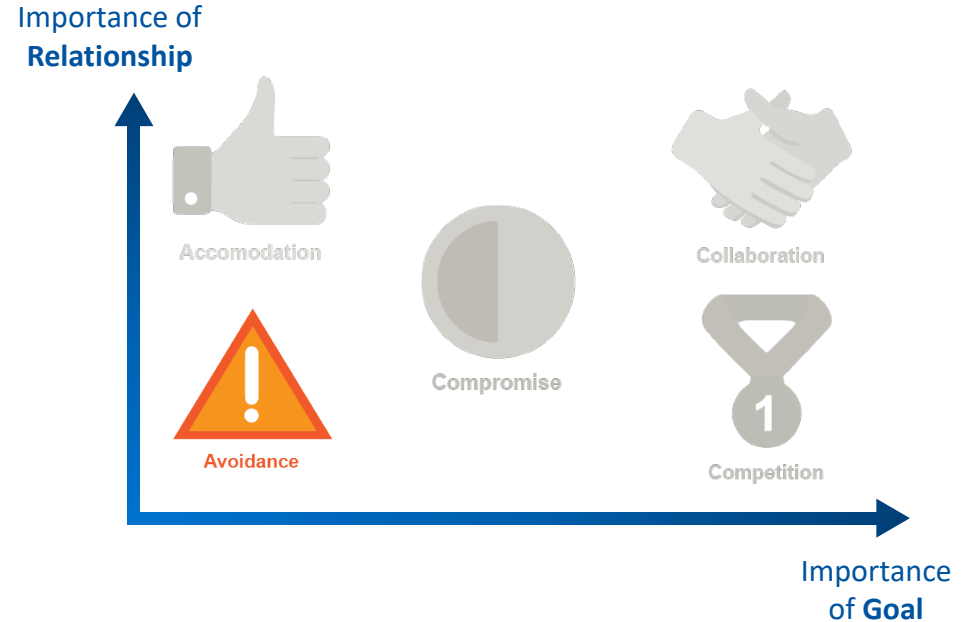 Importance of
Relationship
Accomodation
Collaboration
Compromise
1
Avoidance
Competition
Importance
of Goal